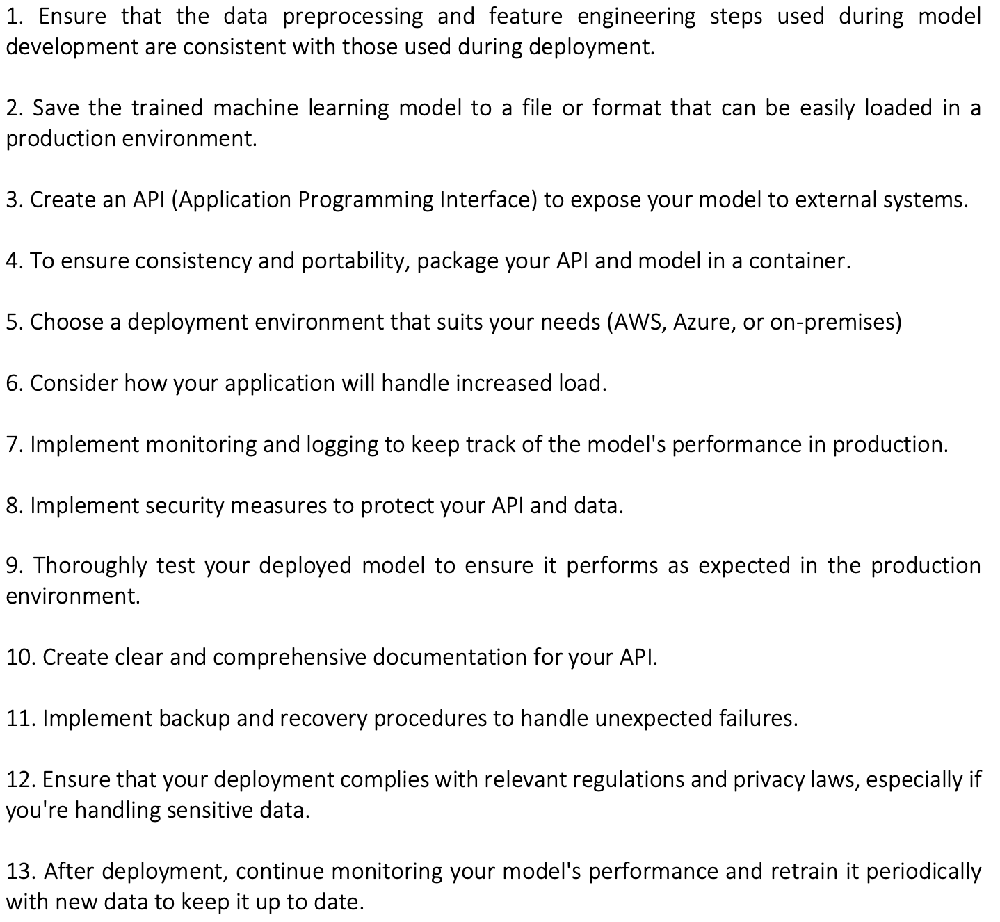 1. Ensure that the data preprocessing and feature engineering steps used during model
development are consistent with those used during deployment.
2. Save the trained machine learning model to a file or format that can be easily loaded in a
production environment.
3. Create an API (Application Programming Interface) to expose your model to external systems.
4. To ensure consistency and portability, package your API and model in a container.
5. Choose a deployment environment that suits your needs (AWS, Azure, or on-premises)
6. Consider how your application will handle increased load.
7. Implement monitoring and logging to keep track of the model's performance in production.
8. Implement security measures to protect your API and data.
9. Thoroughly test your deployed model to ensure it performs as expected in the production
environment.
10. Create clear and comprehensive documentation for your API.
11. Implement backup and recovery procedures to handle unexpected failures.
12. Ensure that your deployment complies with relevant regulations and privacy laws, especially if
you're handling sensitive data.
13. After deployment, continue monitoring your model's performance and retrain it periodically
with new data to keep it up to date.